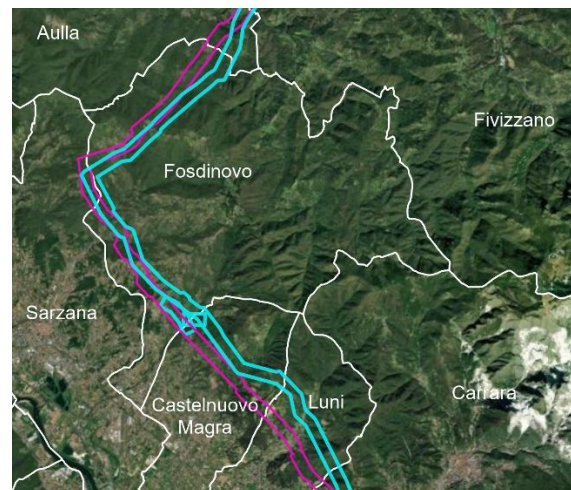 Aulla
Fivizzano
Fosdinovo
Sarzana
Castelnuovo
Magra
Luni
Carrara